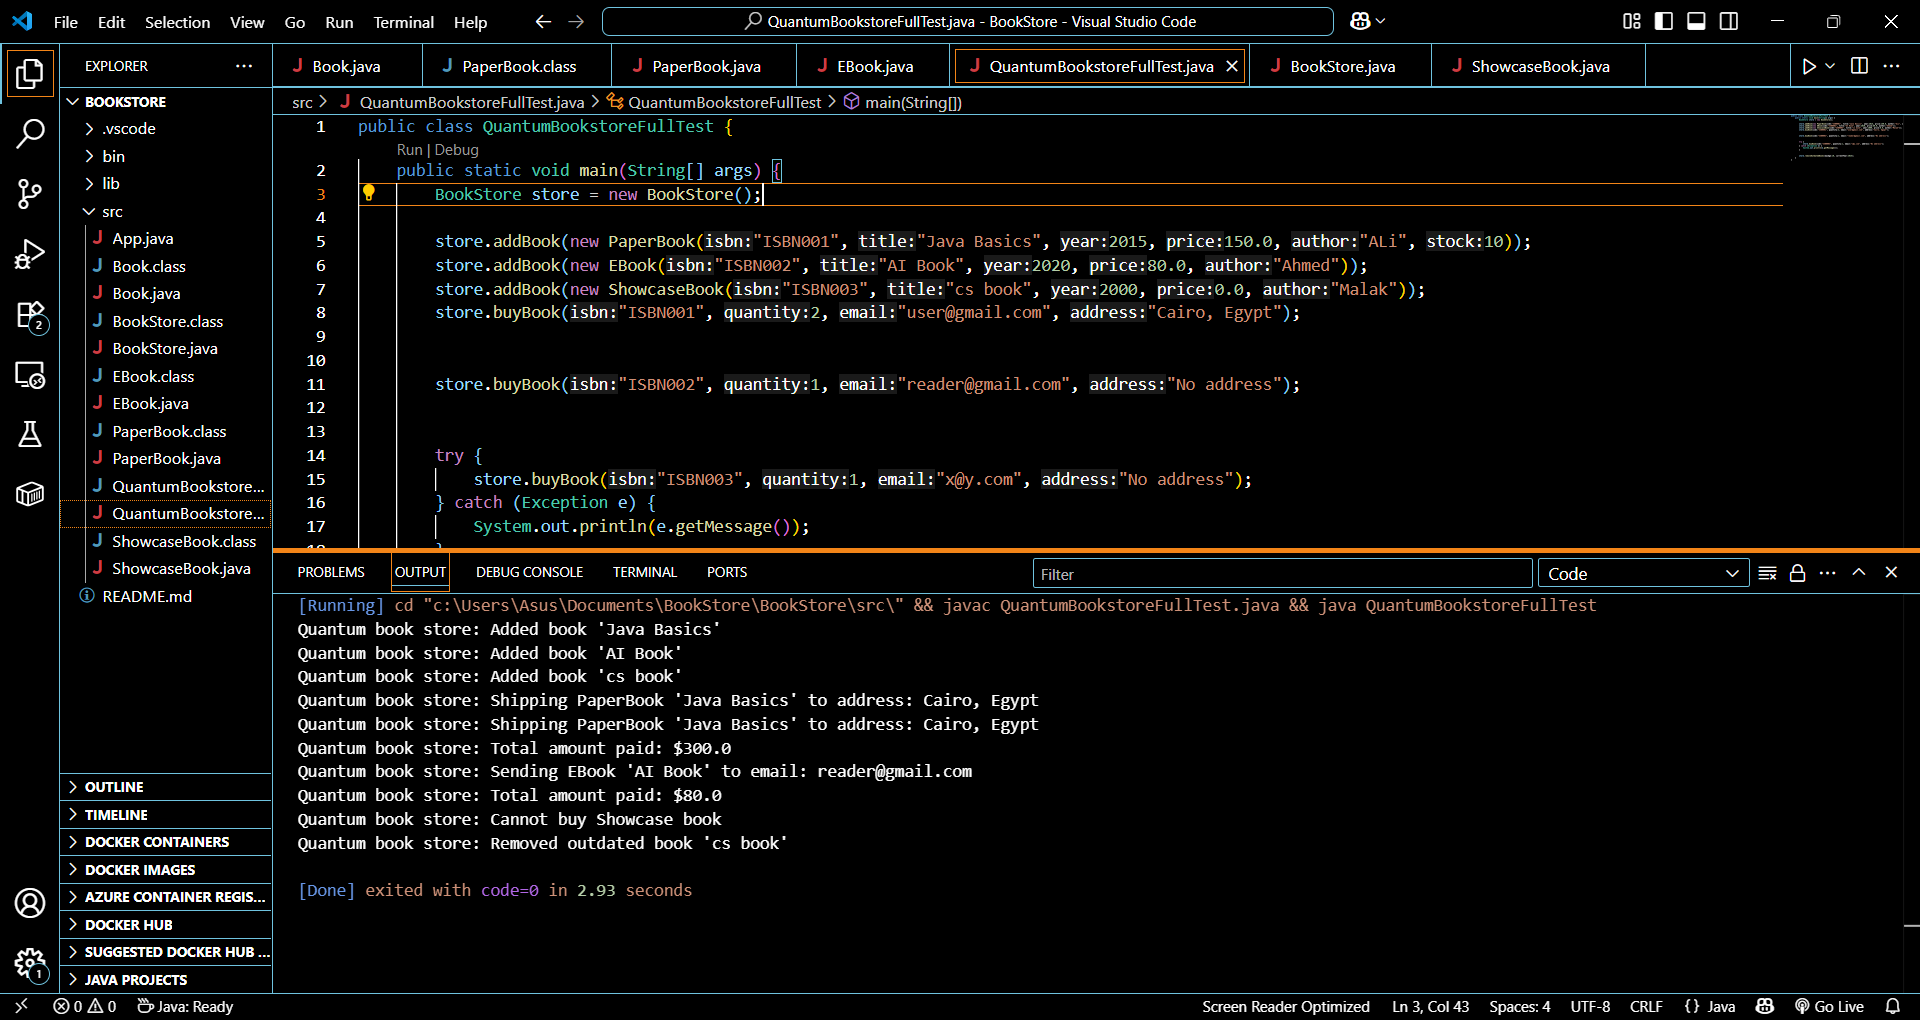 File Edit Selection View Go Run Terminal Help
QuantumBookstoreFullTest.java - BookStore - Visual Studio Code
EXPLORER
BOOKSTORE
.vscode
bin
lib
src
App.java
Book.class
Book.java
BookStore.class
BookStore.java
EBook.class
EBook.java
PaperBook.class
PaperBook.java
QuantumBookstore...
QuantumBookstore...
ShowcaseBook.class
ShowcaseBook.java
README.md
OUTLINE
TIMELINE
DOCKER CONTAINERS
DOCKER IMAGES
AZURE CONTAINER REGIS...
DOCKER HUB
SUGGESTED DOCKER HUB ...
JAVA PROJECTS
2
1
Book.java PaperBook.class PaperBook.java EBook.java QuantumBookstoreFullTest.java BookStore.java ShowcaseBook.java
src > QuantumBookstoreFullTest.java > QuantumBookstoreFullTest > main(String[])
1 public class QuantumBookstoreFullTest {
Run | Debug
2 public static void main(String[] args) {
3 BookStore store = new BookStore();
4
5 store.addBook(new PaperBook(isbn:"ISBN001", title:"Java Basics", year:2015, price:150.0, author:"ALi", stock:10));
6 store.addBook(new EBook(isbn:"ISBN002", title:"AI Book", year:2020, price:80.0, author:"Ahmed"));
7 store.addBook(new ShowcaseBook(isbn:"ISBN003", title:"cs book", year:2000, price:0.0, author:"Malak"));
8 store.buyBook(isbn:"ISBN001", quantity:2, email:"user@gmail.com", address:"Cairo, Egypt");
9
10
11 store.buyBook(isbn:"ISBN002", quantity:1, email:"reader@gmail.com", address:"No address");
12
13
14 try {
15 store.buyBook(isbn:"ISBN003", quantity:1, email:"x@y.com", address:"No address");
16 } catch (Exception e) {
17 System.out.println(e.getMessage());
PROBLEMS OUTPUT DEBUG CONSOLE TERMINAL PORTS
Filter
Code
[Running] cd "c:\Users\Asus\Documents\BookStore\BookStore\src\" && javac QuantumBookstoreFullTest.java && java QuantumBookstoreFullTest
Quantum book store: Added book 'Java Basics'
Quantum book store: Added book 'AI Book'
Quantum book store: Added book 'cs book'
Quantum book store: Shipping PaperBook 'Java Basics' to address: Cairo, Egypt
Quantum book store: Shipping PaperBook 'Java Basics' to address: Cairo, Egypt
Quantum book store: Total amount paid: $300.0
Quantum book store: Sending EBook 'AI Book' to email: reader@gmail.com
Quantum book store: Total amount paid: $80.0
Quantum book store: Cannot buy Showcase book
Quantum book store: Removed outdated book 'cs book'
[Done] exited with code=0 in 2.93 seconds
0 0 Java: Ready
Screen Reader Optimized Ln 3, Col 43 Spaces: 4 UTF-8 CRLF {} Java Go Live